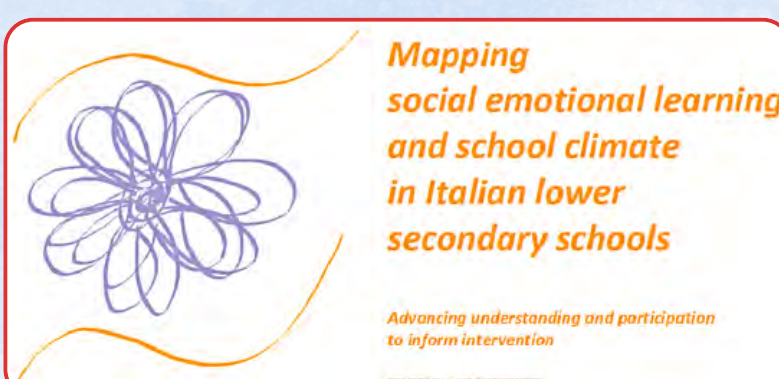 Mapping
social emotional learning
and school climate
in Italian lower
secondary schools
Advancing understanding and participation
to inform intervention